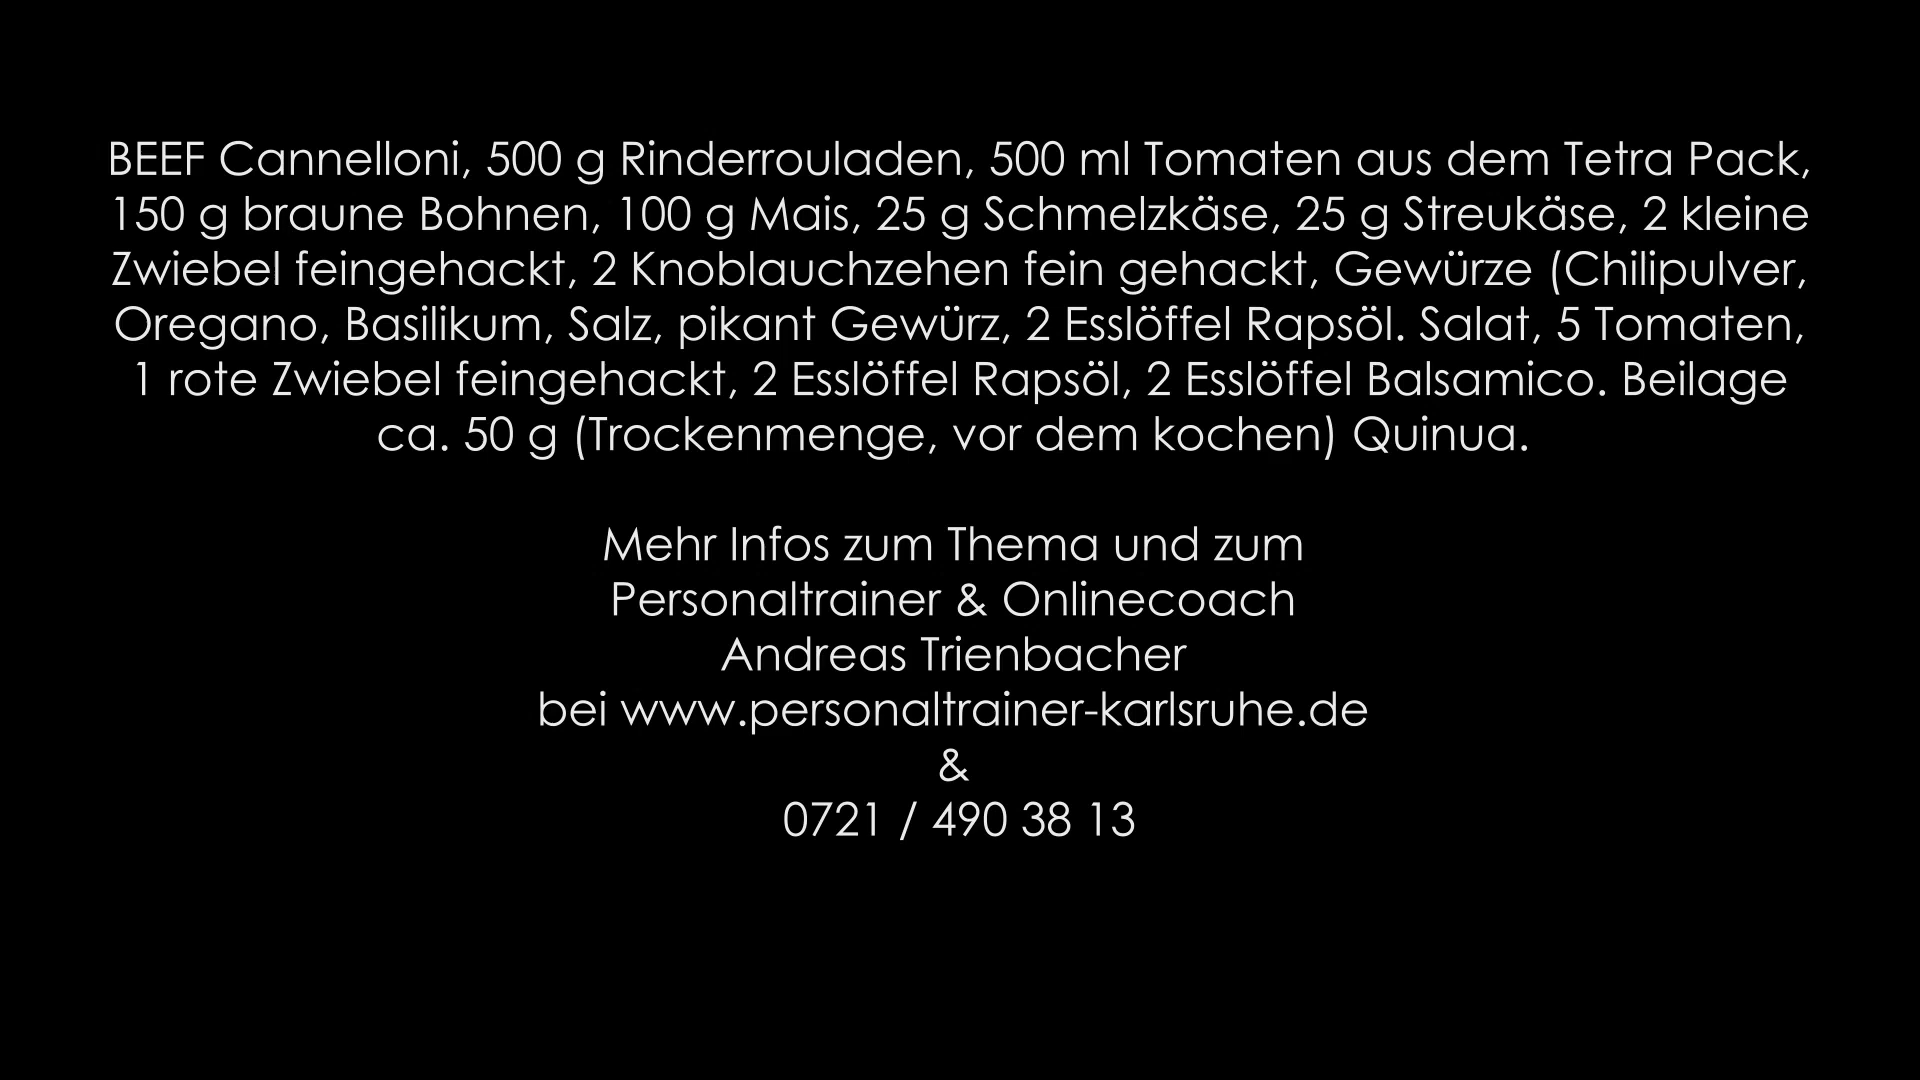 BEEF Cannelloni, 500 g Rinderrouladen, 500 ml Tomaten aus dem Tetra Pack,
150 g braune Bohnen, 100 g Mais, 25 g Schmelzkäse, 25 g Streukäse, 2 kleine
Zwiebel feingehackt, 2 Knoblauchzehen fein gehackt, Gewürze (Chilipulver,
Oregano, Basilikum, Salz, pikant Gewürz, 2 Esslöffel Rapsöl. Salat, 5 Tomaten,
1 rote Zwiebel feingehackt, 2 Esslöffel Rapsöl, 2 Esslöffel Balsamico. Beilage
ca. 50 g (Trockenmenge, vor dem kochen) Quinua.
Mehr Infos zum Thema und zum
Personaltrainer & Onlinecoach
Andreas Trienbacher
bei www.personaltrainer-karlsruhe.de
&
0721 / 490 38 13